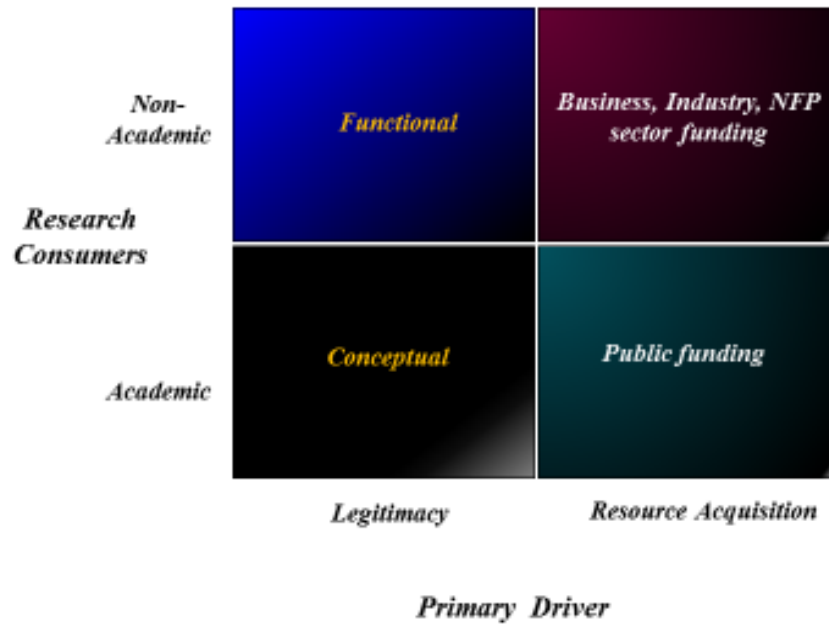 Non-
Academic
Functional
Business, Industry, NFP
sector funding
Research
Consumers
Academic
Conceptual
Public funding
Legitimacy
Resource Acquisition
Primary Driver